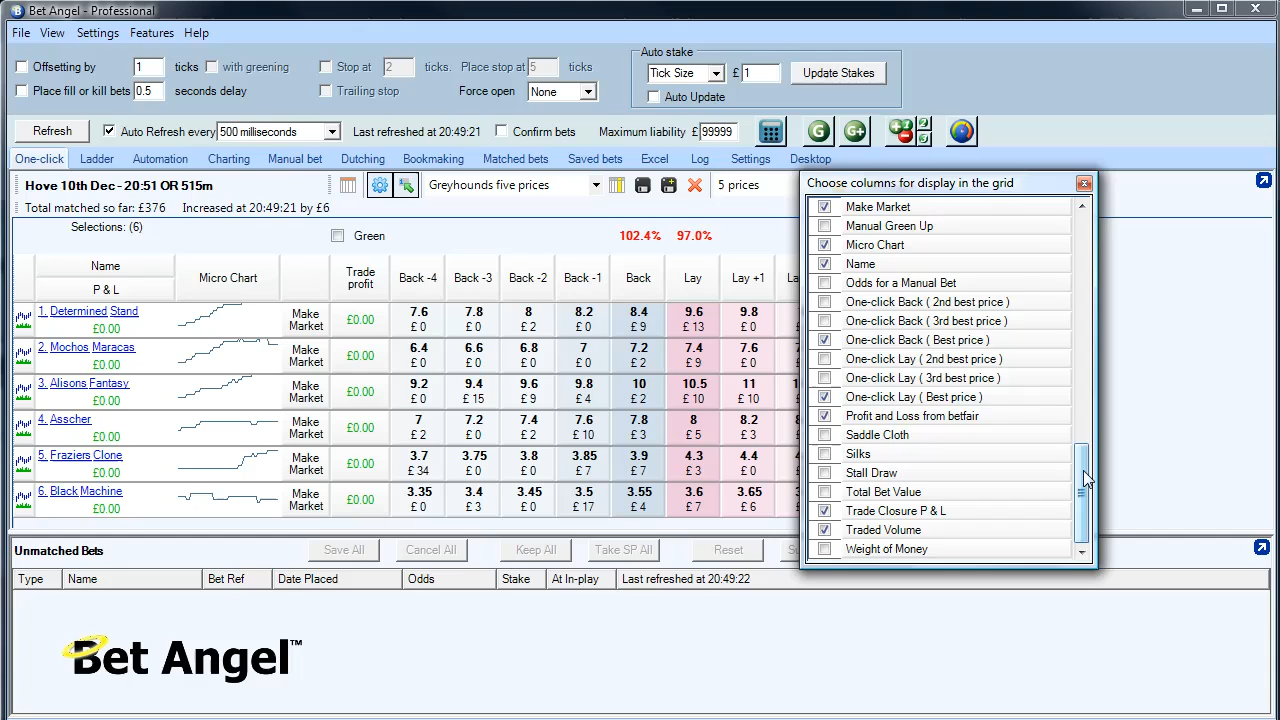 Bet Angel - Professional
File View Settings Features Help
Offsetting by 1 ticks with greening Stop at 2 ticks. Place stop at 5 ticks
Place fill or kill bets 0.5 seconds delay Trailing stop Force open None
Auto stake
Tick Size £ 1 Update Stakes
Auto Update
Refresh Auto Refresh every 500 milliseconds Last refreshed at 20:49:21 Confirm bets Maximum liability £ 99999 G G+
One-click Ladder Automation Charting Manual bet Dutching Bookmaking Matched bets Saved bets Excel Log Settings Desktop
Hove 10th Dec - 20:51 OR 515m Greyhounds five prices 5 prices
Total matched so far: £376 Increased at 20:49:21 by £6
Selections: (6) Green 102.4% 97.0%
Name Micro Chart Trade profit Back -4 Back -3 Back -2 Back -1 Back Lay Lay +1
P & L
1. Determined Stand Make Market £0.00 7.6 7.8 8 8.2 8.4 9.6 9.8
£0.00 £ 0 £ 0 £ 2 £ 0 £ 9 £ 13 £ 0
2. Mochos Maracas Make Market £0.00 6.4 6.6 6.8 7 7.2 7.4 7.6
£0.00 £ 0 £ 0 £ 2 £ 0 £ 2 £ 9 £ 0
3. Alisons Fantasy Make Market £0.00 9.2 9.4 9.6 9.8 10 10.5 11
£0.00 £ 0 £ 15 £ 9 £ 4 £ 2 £ 10 £ 10
4. Asscher Make Market £0.00 7 7.2 7.4 7.6 7.8 8 8.2
£0.00 £ 2 £ 0 £ 2 £ 10 £ 3 £ 5 £ 3
5. Fraziers Clone Make Market £0.00 3.7 3.75 3.8 3.85 3.9 4.3 4.4
£0.00 £ 34 £ 0 £ 0 £ 7 £ 7 £ 3 £ 0
6. Black Machine Make Market £0.00 3.35 3.4 3.45 3.5 3.55 3.6 3.65
£0.00 £ 0 £ 3 £ 0 £ 17 £ 4 £ 7 £ 6
Choose columns for display in the grid
Make Market
Manual Green Up
Micro Chart
Name
Odds for a Manual Bet
One-click Back ( 2nd best price )
One-click Back ( 3rd best price )
One-click Back ( Best price )
One-click Lay ( 2nd best price )
One-click Lay ( 3rd best price )
One-click Lay ( Best price )
Profit and Loss from betfair
Saddle Cloth
Silks
Stall Draw
Total Bet Value
Trade Closure P & L
Traded Volume
Weight of Money
Unmatched Bets Save All Cancel All Keep All Take SP All Reset
Type Name Bet Ref Date Placed Odds Stake At In-play Last refreshed at 20:49:22
Bet Angel™